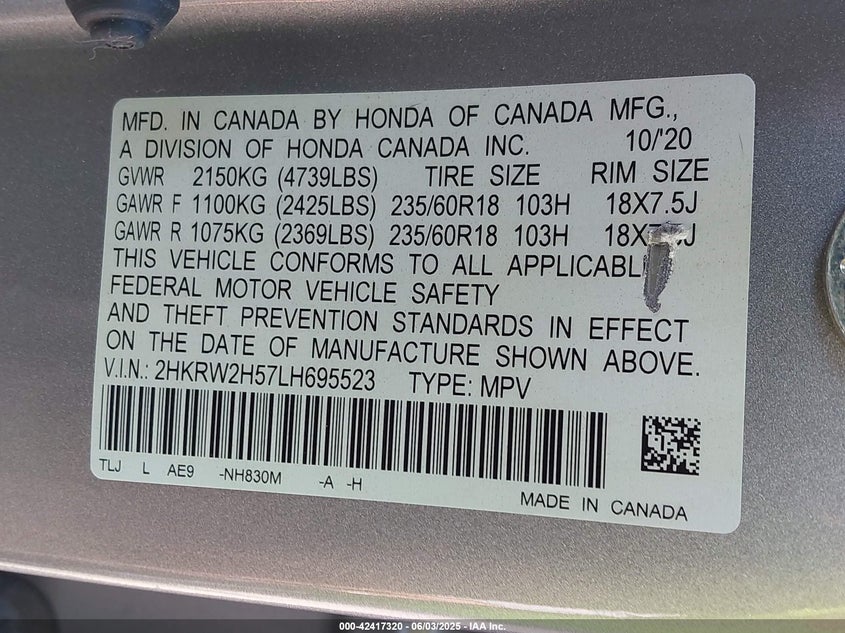 MFD. IN CANADA BY HONDA OF CANADA MFG.,
A DIVISION OF HONDA CANADA INC. 10/'20
GVWR 2150KG (4739LBS) TIRE SIZE RIM SIZE
GAWR F 1100KG (2425LBS) 235/60R18 103H 18X7.5J
GAWR R 1075KG (2369LBS) 235/60R18 103H
THIS VEHICLE CONFORMS TO ALL
FEDERAL MOTOR VEHICLE SAFETY
AND THEFT PREVENTION STANDARDS IN EFFECT
ON THE DATE OF MANUFACTURE SHOWN ABOVE.
V.I.N.: 2HKRW2H57LH695523 TYPE: MPV
TLJ L AE9 -NH830M -A -H
MADE IN CANADA
000-42417320 06/03/2025 IAA Inc.